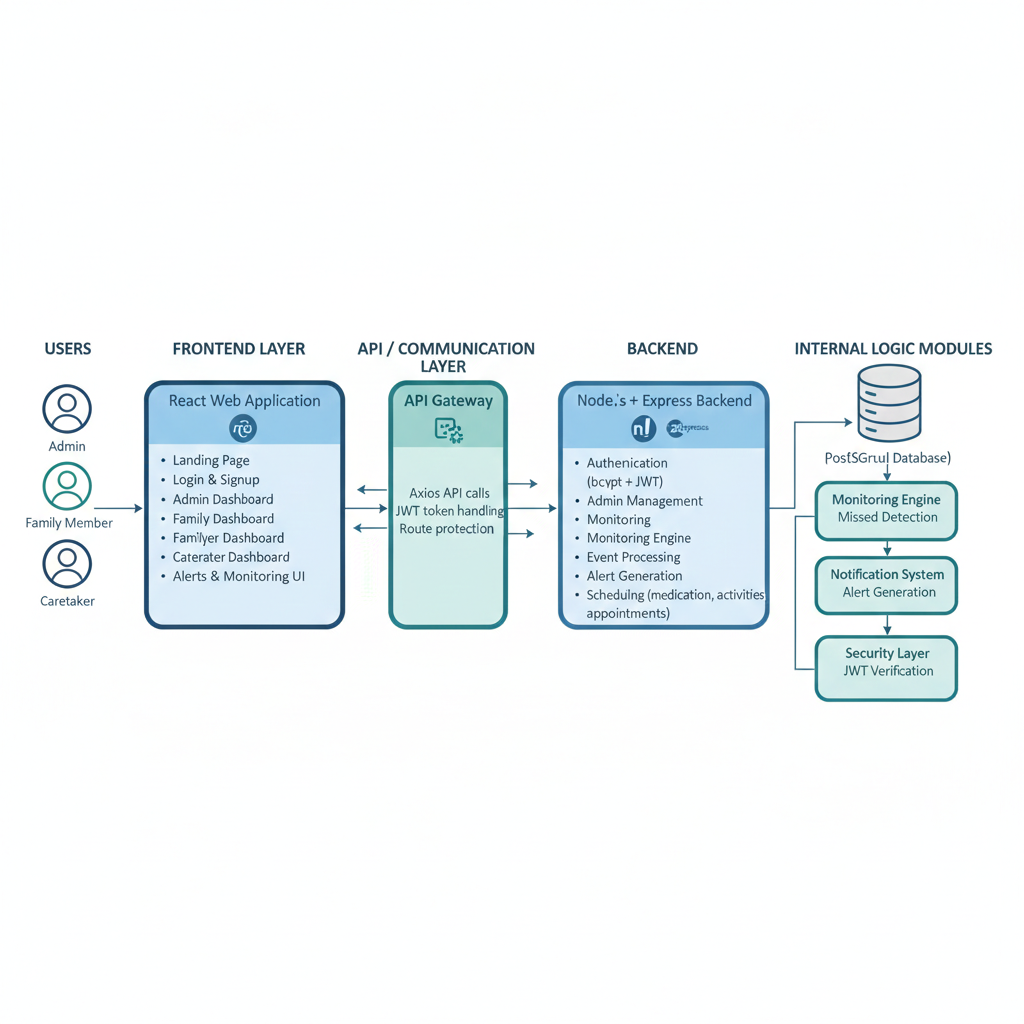 USERS
Admin
Family Member
Caretaker
FRONTEND LAYER
React Web Application
• Landing Page
• Login & Signup
• Admin Dashboard
• Family Dashboard
• Dashboard
• Caterater Dashboard
• Alerts & Monitoring UI
API / COMMUNICATION
LAYER
API Gateway
Axios API calls
JWT token handling
Route protection
BACKEND
Node.'s + Express Backend
n!
• Authenication
(bcypt + JWT)
• Admin Management
• Monitoring
• Monitoring Engine
• Event Processing
• Alert Generation
• Scheduling (medication, activities
appointments)
INTERNAL LOGIC MODULES
Database)
Monitoring Engine
Missed Detection
Notification System
Alert Generation
Security Layer
JWT Verification